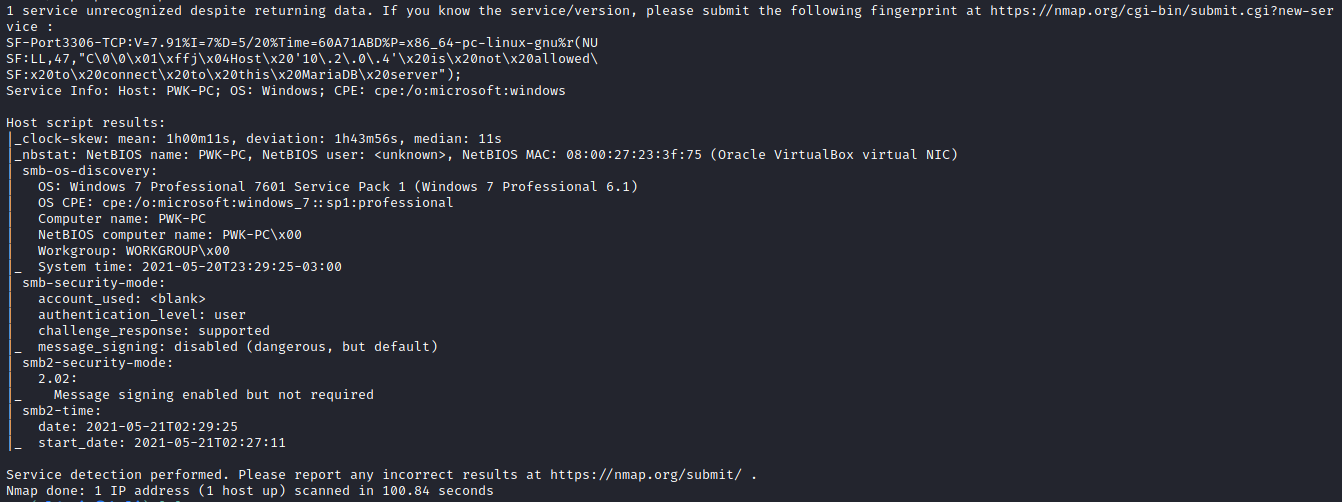 1 service unrecognized despite returning data. If you know the service/version, please submit the following fingerprint at https://nmap.org/cgi-bin/submit.cgi?new-ser
vice :
SF-Port3306-TCP:V=7.91%I=7%D=5/20%Time=60A71ABD%P=x86_64-pc-linux-gnu%r(NU
SF:LL,47,"C\0\0\x01\xffj\x04Host\x20'10\.2\.0\.4'\x20is\x20not\x20allowed\
SF:x20to\x20connect\x20to\x20this\x20MariaDB\x20server");
Service Info: Host: PWK-PC; OS: Windows; CPE: cpe:/o:microsoft:windows

Host script results:
|_clock-skew: mean: 1h00m11s, deviation: 1h43m56s, median: 11s
|_nbstat: NetBIOS name: PWK-PC, NetBIOS user: <unknown>, NetBIOS MAC: 08:00:27:23:3f:75 (Oracle VirtualBox virtual NIC)
| smb-os-discovery:
|   OS: Windows 7 Professional 7601 Service Pack 1 (Windows 7 Professional 6.1)
|   OS CPE: cpe:/o:microsoft:windows_7::sp1:professional
|   Computer name: PWK-PC
|   NetBIOS computer name: PWK-PC\x00
|   Workgroup: WORKGROUP\x00
|_  System time: 2021-05-20T23:29:25-03:00
| smb-security-mode:
|   account_used: <blank>
|   authentication_level: user
|   challenge_response: supported
|_  message_signing: disabled (dangerous, but default)
| smb2-security-mode:
|   2.02:
|_    Message signing enabled but not required
| smb2-time:
|   date: 2021-05-21T02:29:25
|_  start_date: 2021-05-21T02:27:11

Service detection performed. Please report any incorrect results at https://nmap.org/submit/ .
Nmap done: 1 IP address (1 host up) scanned in 100.84 seconds